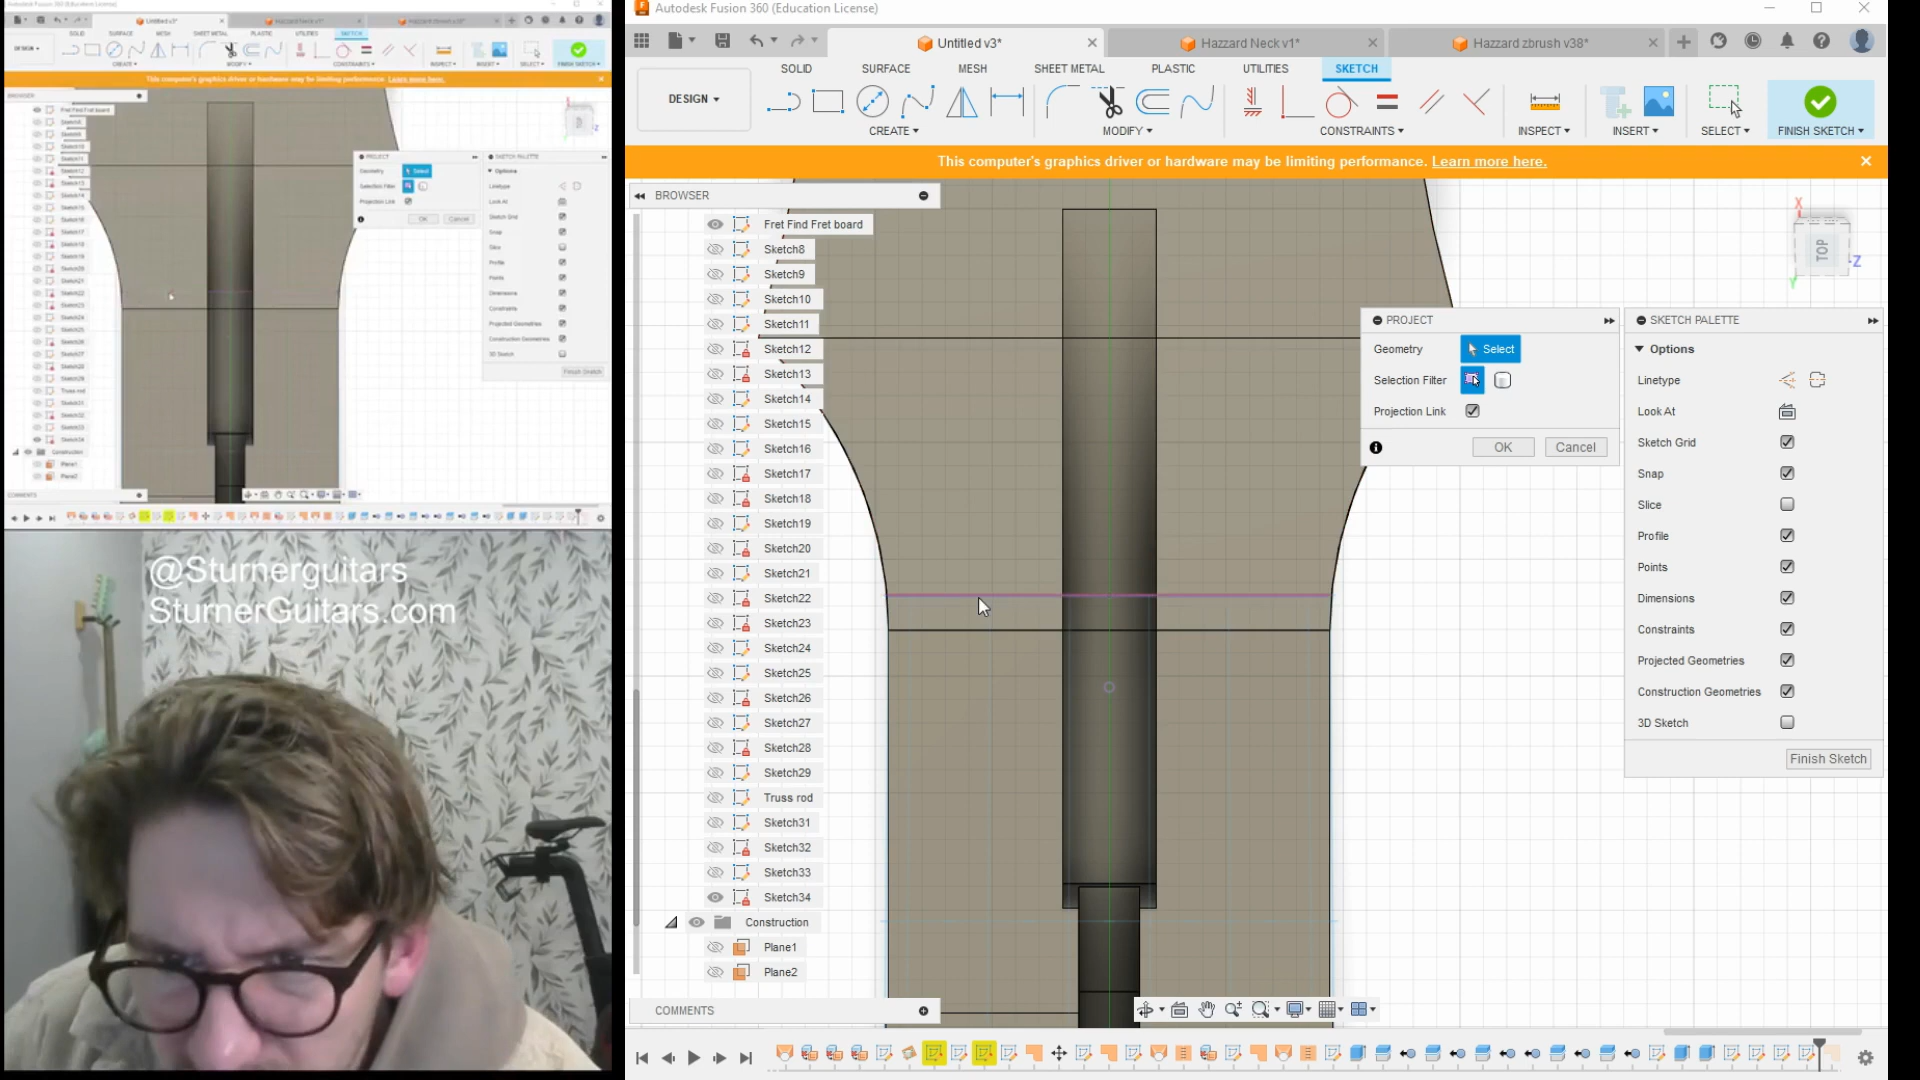 Autodesk Fusion 360 (Education License)
Untitled v3*
Hazzard Neck v1*
Hazzard zbrush v38*
SOLID SURFACE MESH SHEET METAL PLASTIC UTILITIES SKETCH
DESIGN
CREATE MODIFY CONSTRAINTS INSPECT INSERT SELECT FINISH SKETCH
This computer's graphics driver or hardware may be limiting performance. Learn more here.
BROWSER
Fret Find Fret board
Sketch8
Sketch9
Sketch10
Sketch11
Sketch12
Sketch13
Sketch14
Sketch15
Sketch16
Sketch17
Sketch18
Sketch19
Sketch20
Sketch21
Sketch22
Sketch23
Sketch24
Sketch25
Sketch26
Sketch27
Sketch28
Sketch29
Truss rod
Sketch31
Sketch32
Sketch33
Sketch34
Construction
Plane1
Plane2
COMMENTS
X
TOP
Z
Y
PROJECT
Geometry Select
Selection Filter
Projection Link
OK Cancel
SKETCH PALETTE
Options
Linetype
Look At
Sketch Grid
Snap
Slice
Profile
Points
Dimensions
Constraints
Projected Geometries
Construction Geometries
3D Sketch
Finish Sketch
@Sturnerguitars
SturnerGuitars.com